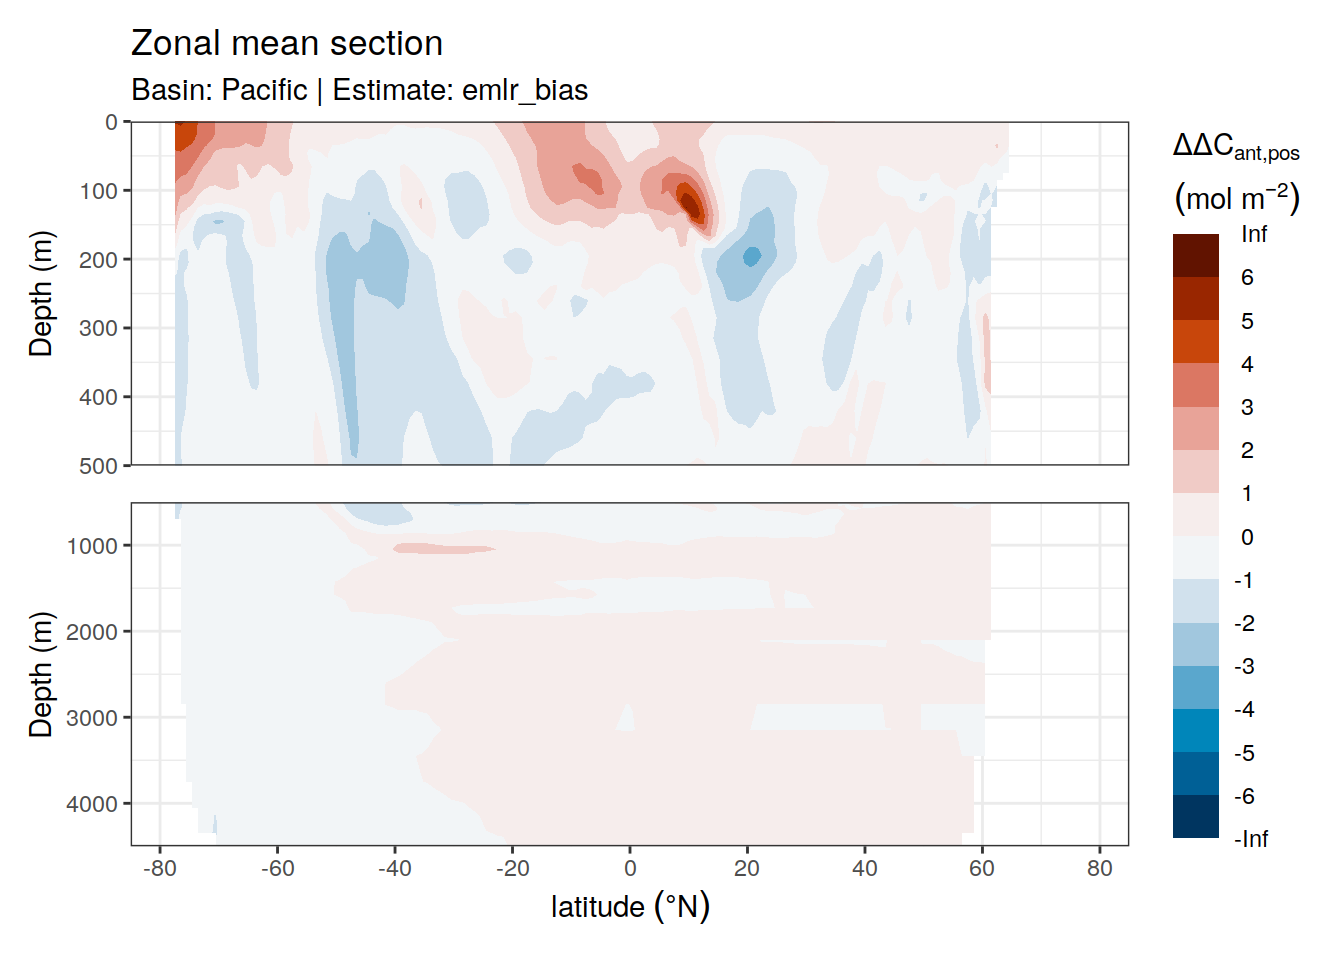 Zonal mean section
Basin: Pacific | Estimate: emlr_bias
0
100
200
300
400
500
Depth (m)
1000
2000
3000
4000
Depth (m)
-80 -60 -40 -20 0 20 40 60 80
latitude (°N)
ΔΔCant,pos
(mol m−2)
Inf
6
5
4
3
2
1
0
-1
-2
-3
-4
-5
-6
-Inf